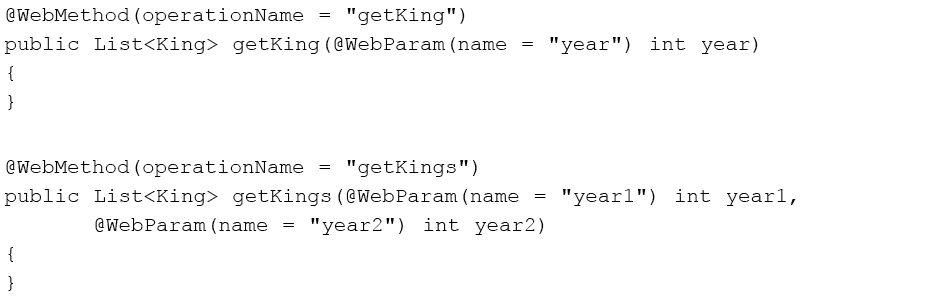 @WebMethod(operationName = "getKing")
public List<King> getKing(@WebParam(name = "year") int year)
{
}
@WebMethod(operationName = "getKings")
public List<King> getKings(@WebParam(name = "year1") int year1,
@WebParam(name = "year2") int year2)
{
}